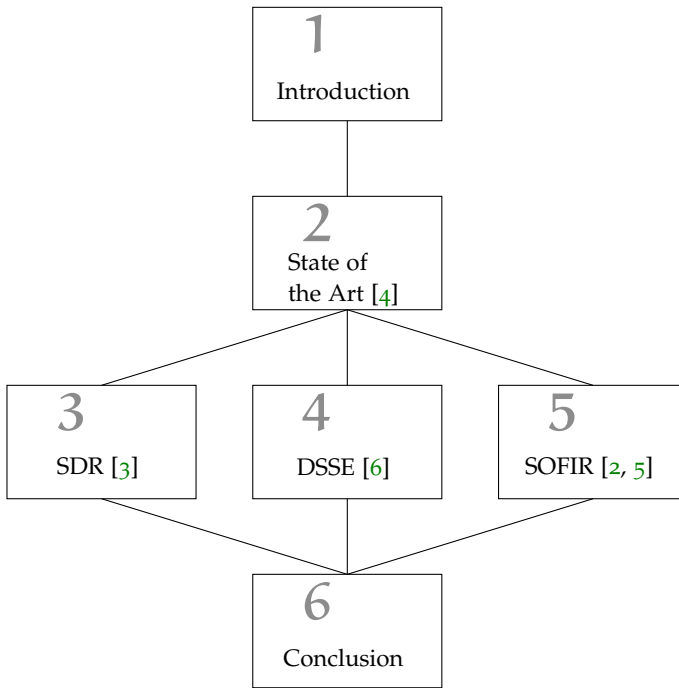 1
Introduction
2
State of
the Art [4]
3
SDR [3]
4
DSSE [6]
5
SOFIR [2, 5]
6
Conclusion